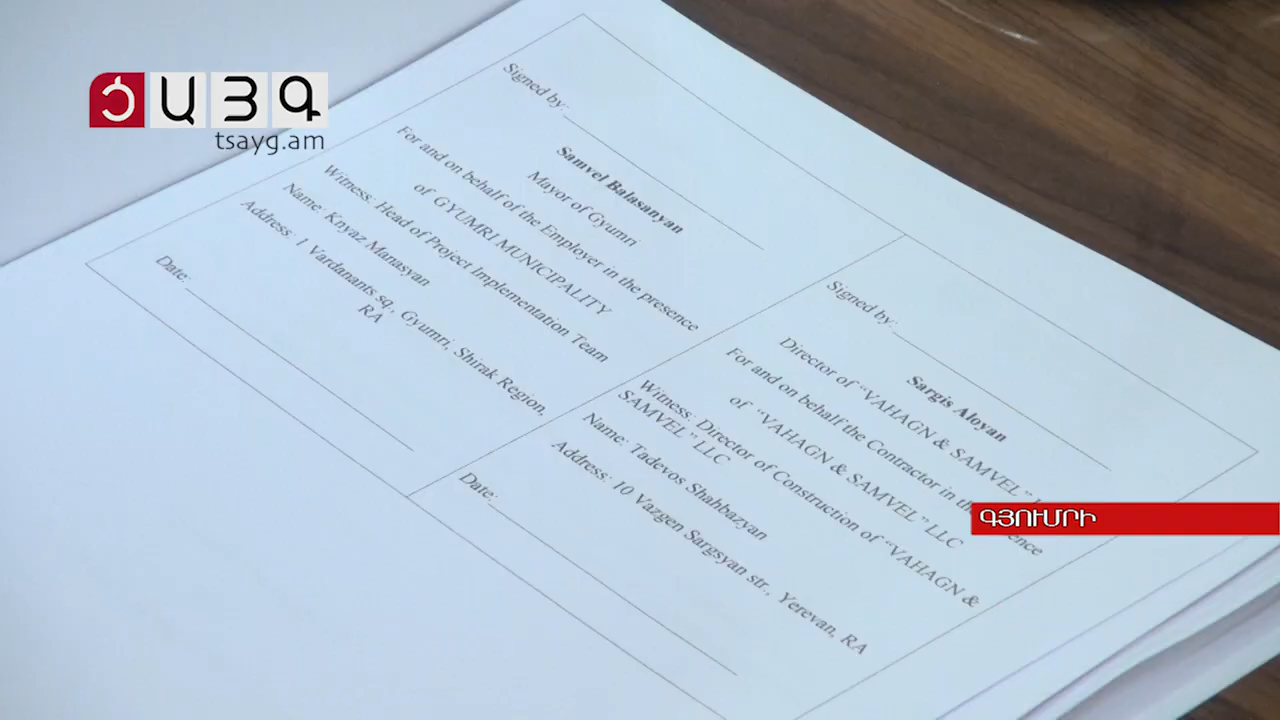 ՑԱՅԳ
tsayg.am
Signed by:
Samvel Balasanyan
Mayor of Gyumri
For and on behalf of the Employer in the presence
of GYUMRI MUNICIPALITY
Witness: Head of Project Implementation Team
Name: Knyaz Manasyan
Address: 1 Vardanants sq., Gyumri, Shirak Region,
RA
Date:
Signed by:
Sargis Aloyan
Director of “VAHAGN & SAMVEL”
For and on behalf the Contractor in
of “VAHAGN & SAMVEL” LLC
Witness: Director of Construction of “VAHAGN &
SAMVEL” LLC
Name: Tadevos Shahbazyan
Address: 10 Vazgen Sargsyan str., Yerevan, RA
Date:
ԳՅՈՒՄՐԻ